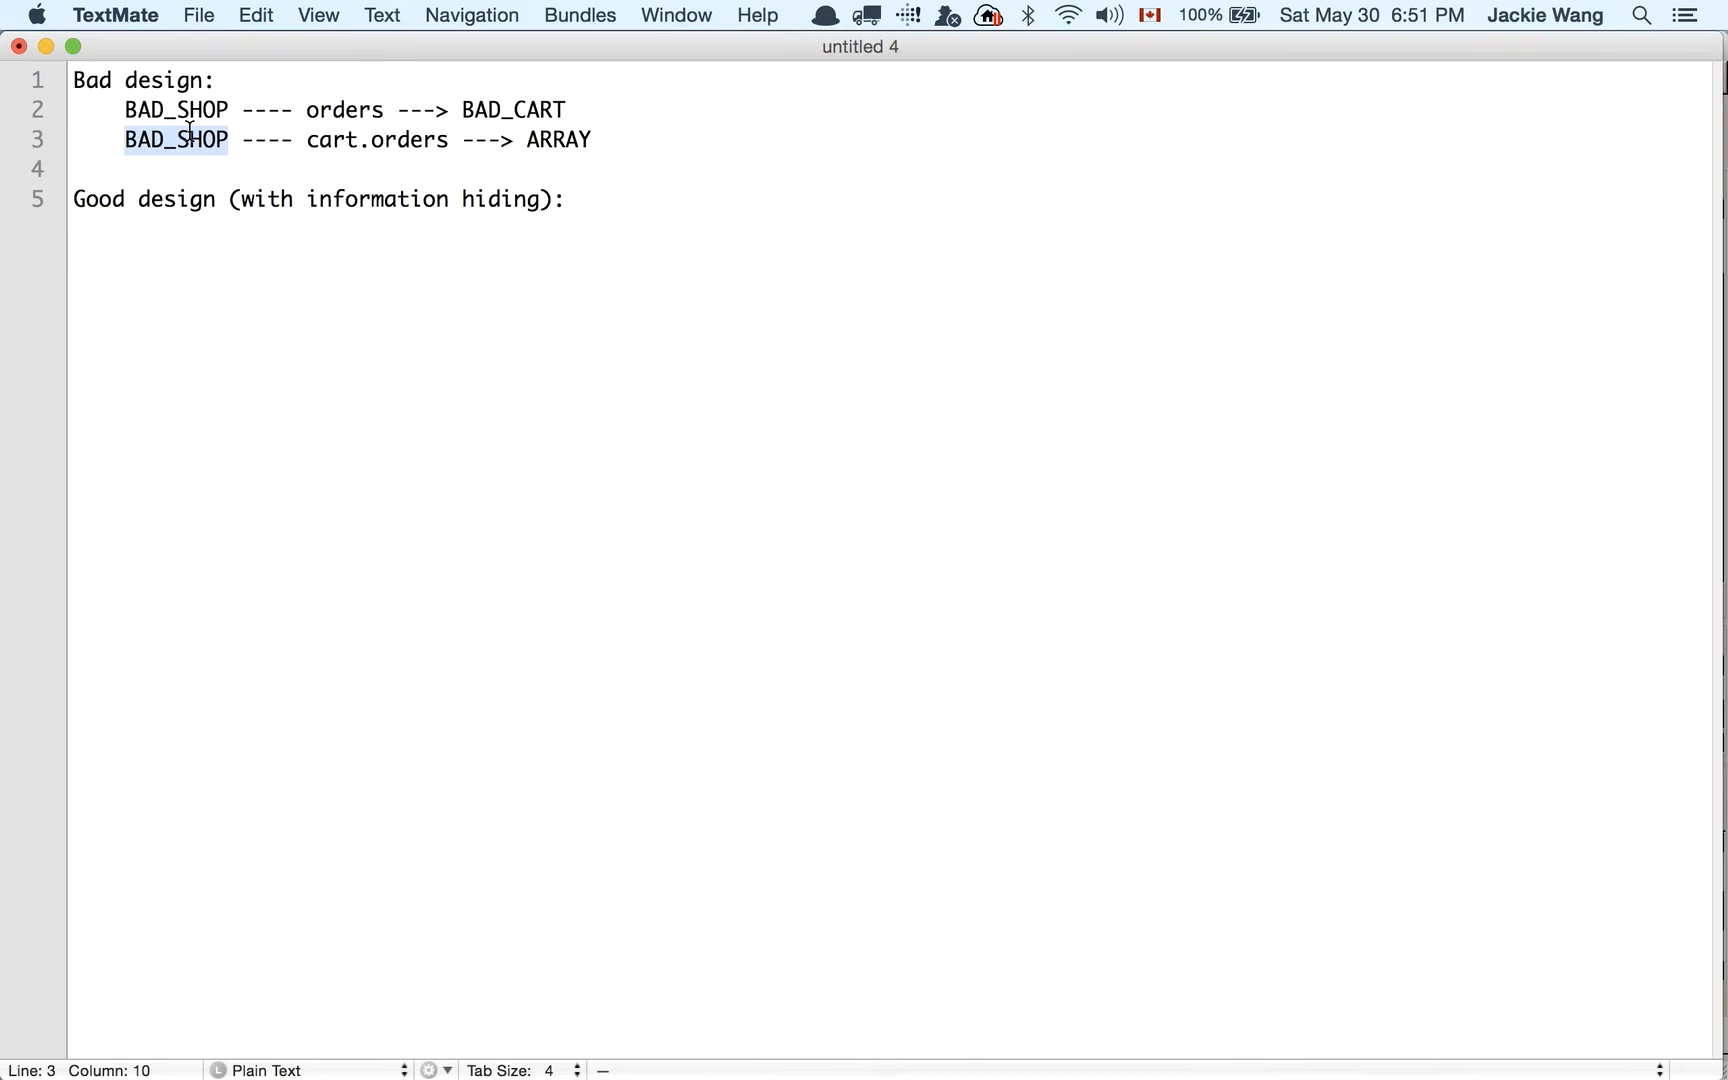 TextMate File Edit View Text Navigation Bundles Window Help 100% Sat May 30 6:51 PM Jackie Wang
untitled 4
1 Bad design:
2 BAD_SHOP ---- orders ---> BAD_CART
3 BAD_SHOP ---- cart.orders ---> ARRAY
4
5 Good design (with information hiding):
Line: 3 Column: 10 L Plain Text Tab Size: 4 —